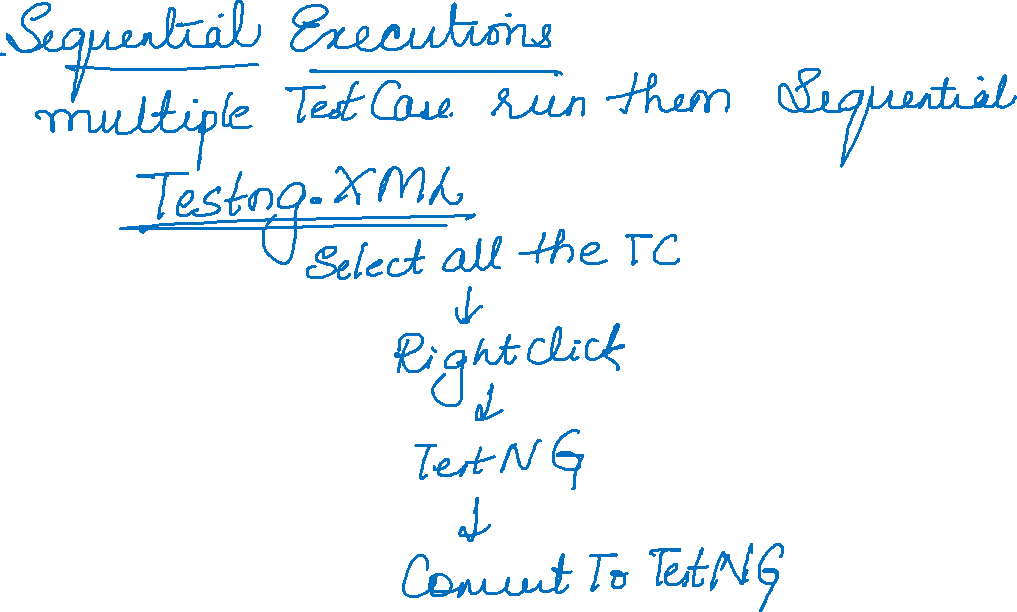 Sequential Executions
multiple Test Case run them Sequential
Testng.XML
Select all the TC
↓
Right click
↓
TestNG
↓
Convert To TestNG